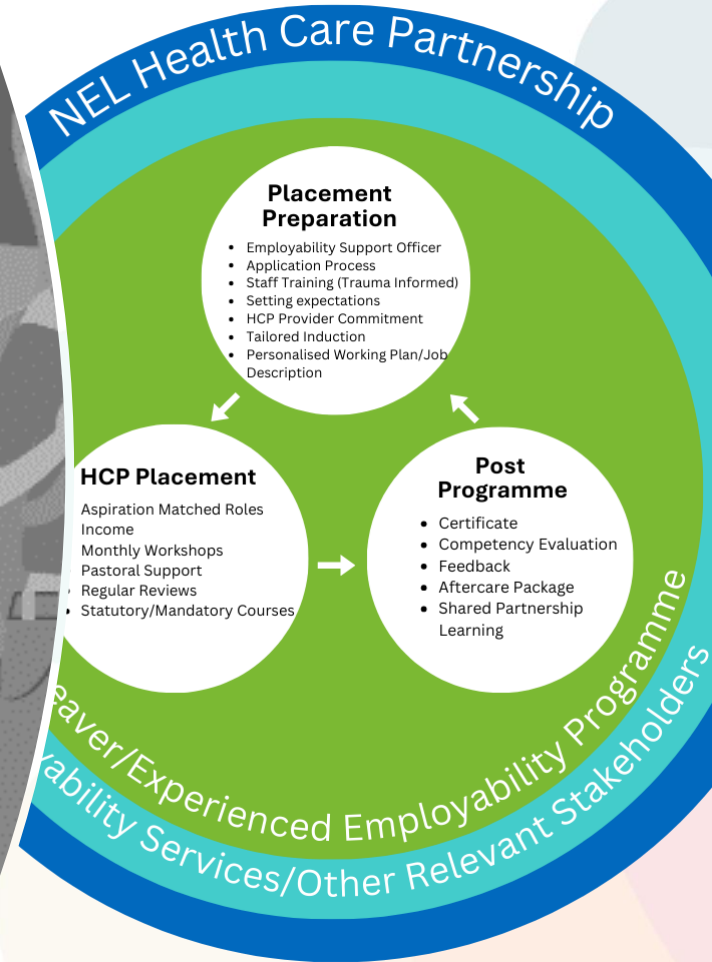 NEL Health Care Partnership
Placement
Preparation
• Employability Support Officer
• Application Process
• Staff Training (Trauma Informed)
• Setting expectations
• HCP Provider Commitment
• Tailored Induction
• Personalised Working Plan/Job
Description
HCP Placement
Aspiration Matched Roles
Income
Monthly Workshops
Pastoral Support
• Regular Reviews
• Statutory/Mandatory Courses
Post
Programme
• Certificate
• Competency Evaluation
• Feedback
• Aftercare Package
• Shared Partnership
Learning
eaver/Experienced Employability Programme
yability Services/Other Relevant Stakeholders